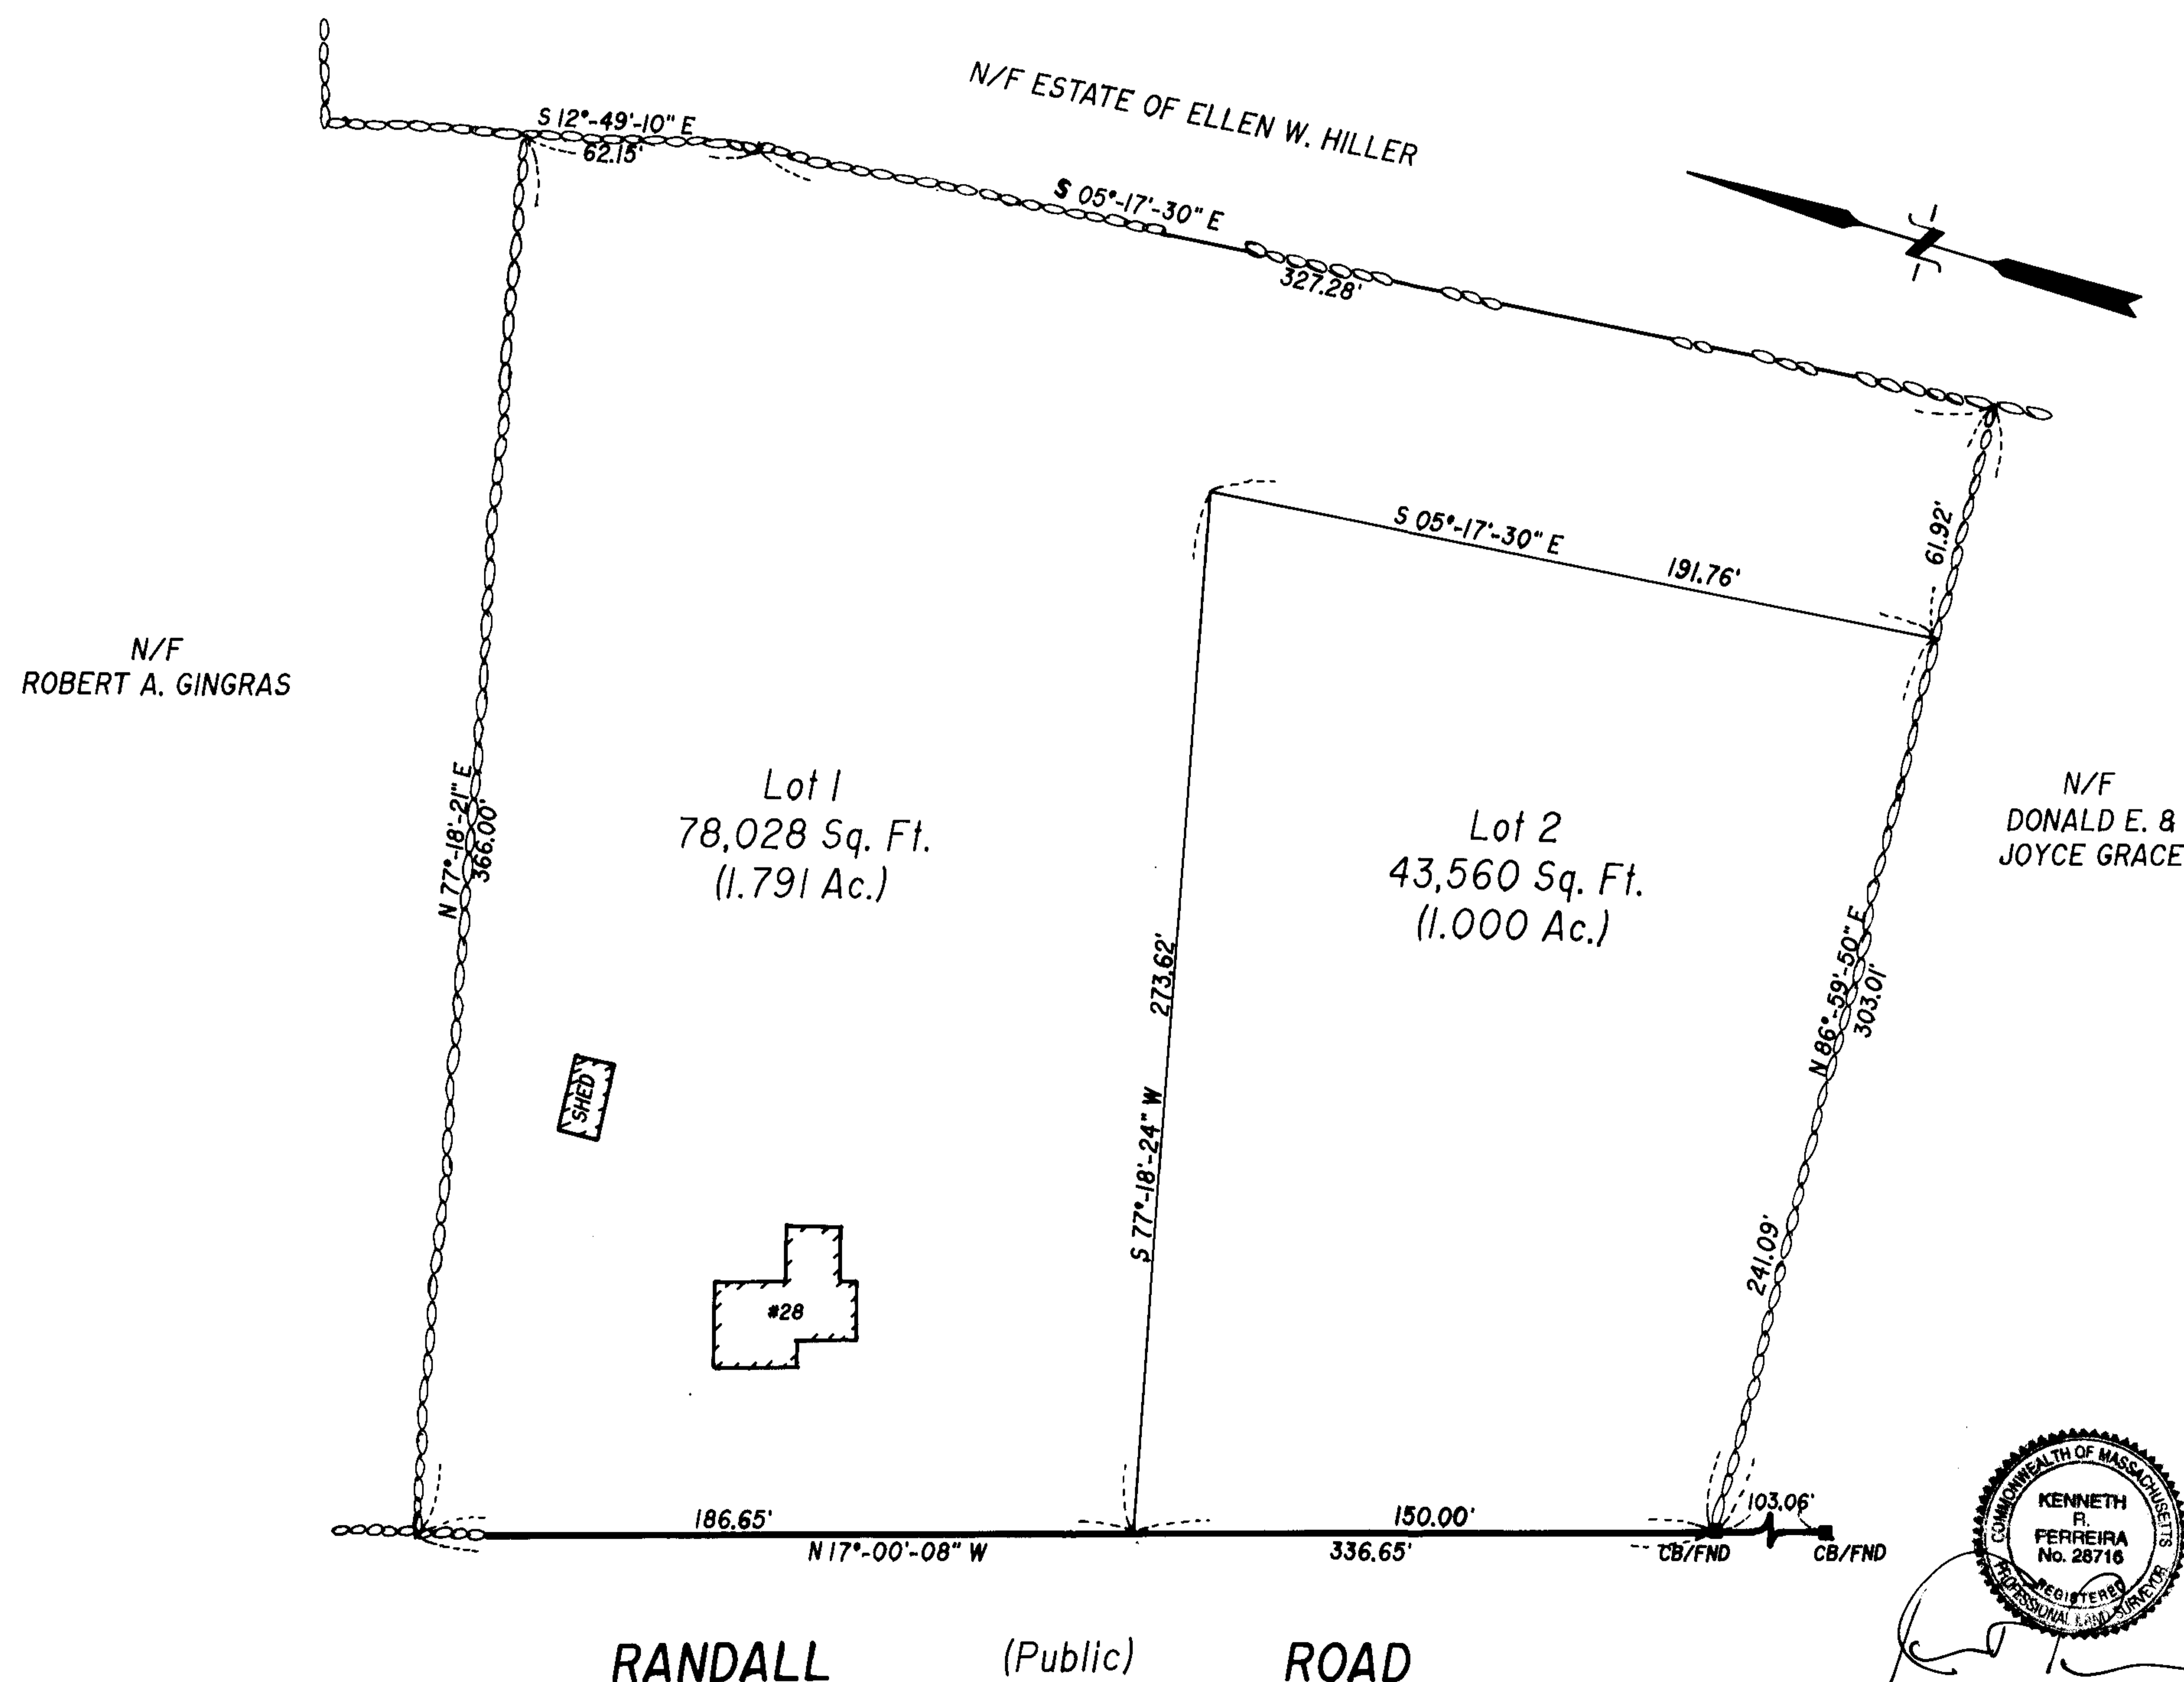 N/F ESTATE OF ELLEN W. HILLER
S 12°-49'-10" E
62.15'
S 05°-17'-30" E
327.28'
N
S 05°-17'-30" E
191.76'
61.92'
N/F
ROBERT A. GINGRAS
N 77°-18'-21" E
366.00'
Lot 1
78,028 Sq. Ft.
(1.791 Ac.)
Lot 2
43,560 Sq. Ft.
(1.000 Ac.)
N/F
DONALD E. &
JOYCE GRACE
273.62'
S 77°-18'-24" W
N 86°-59'-50" E
303.01'
241.09'
SHED
#28
186.65'
N 17°-00'-08" W
150.00'
336.65'
103.06'
CB/FND
CB/FND
COMMONWEALTH OF MASSACHUSETTS
KENNETH
R.
FERREIRA
No. 28716
REGISTERED
PROFESSIONAL LAND SURVEYOR
RANDALL (Public) ROAD